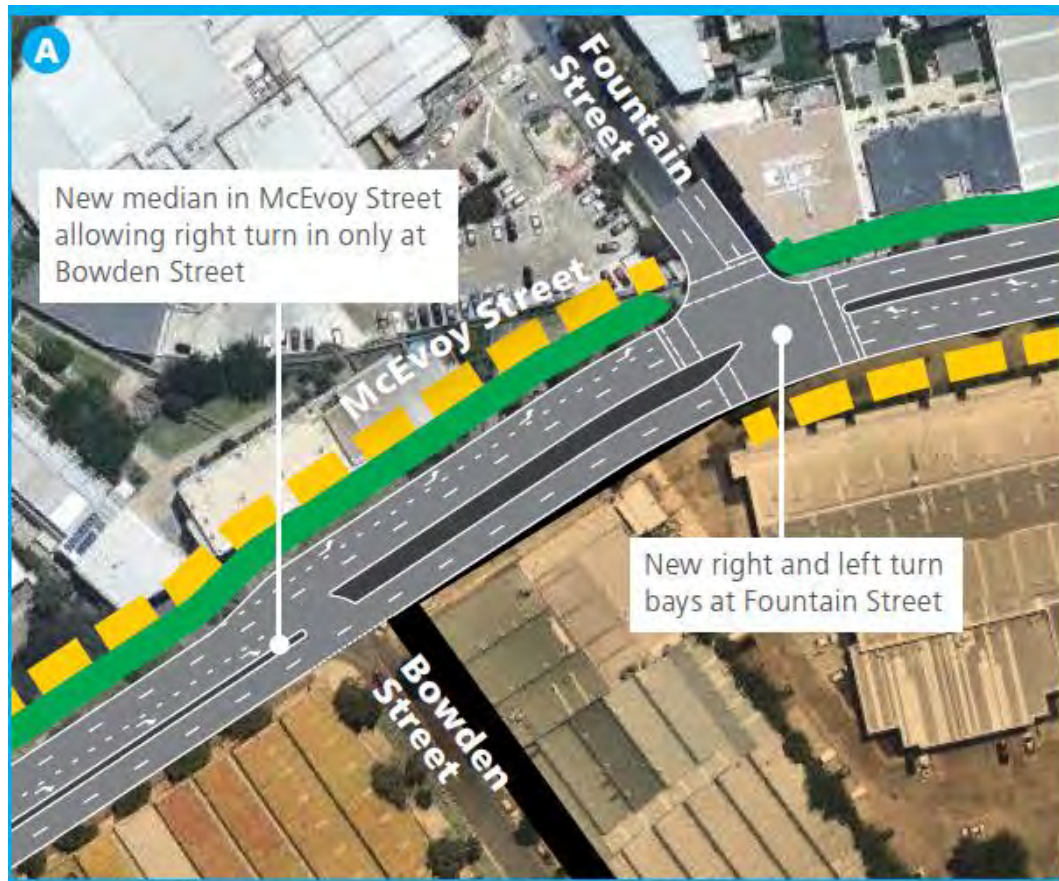 A
Fountain
Street
New median in McEvoy Street
allowing right turn in only at
Bowden Street
McEvoy Street
New right and left turn
bays at Fountain Street
Bowden
Street